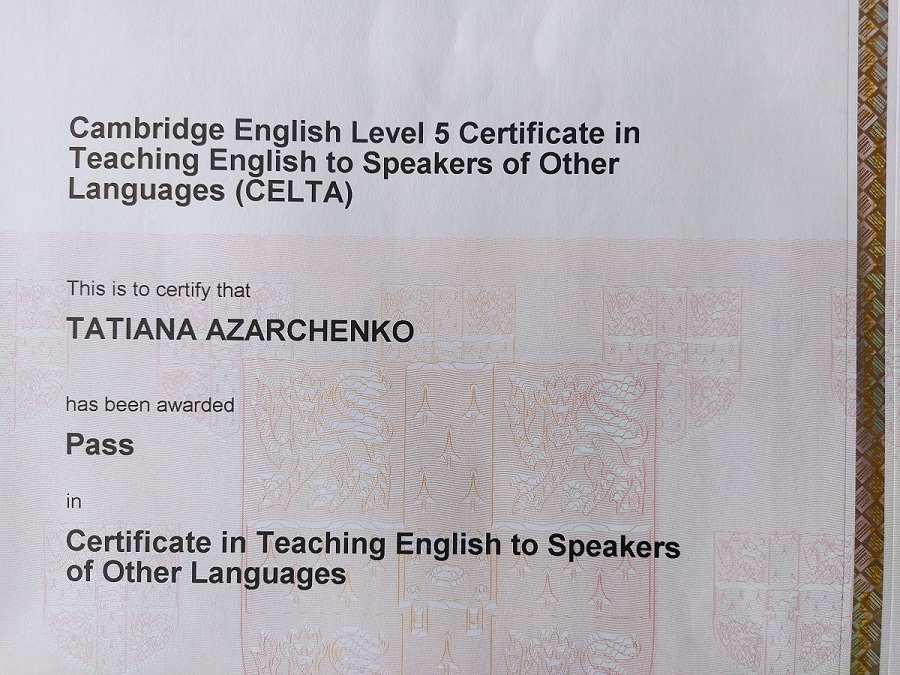 Cambridge English Level 5 Certificate in
Teaching English to Speakers of Other
Languages (CELTA)
This is to certify that
TATIANA AZARCHENKO
has been awarded
Pass
in
Certificate in Teaching English to Speakers
of Other Languages